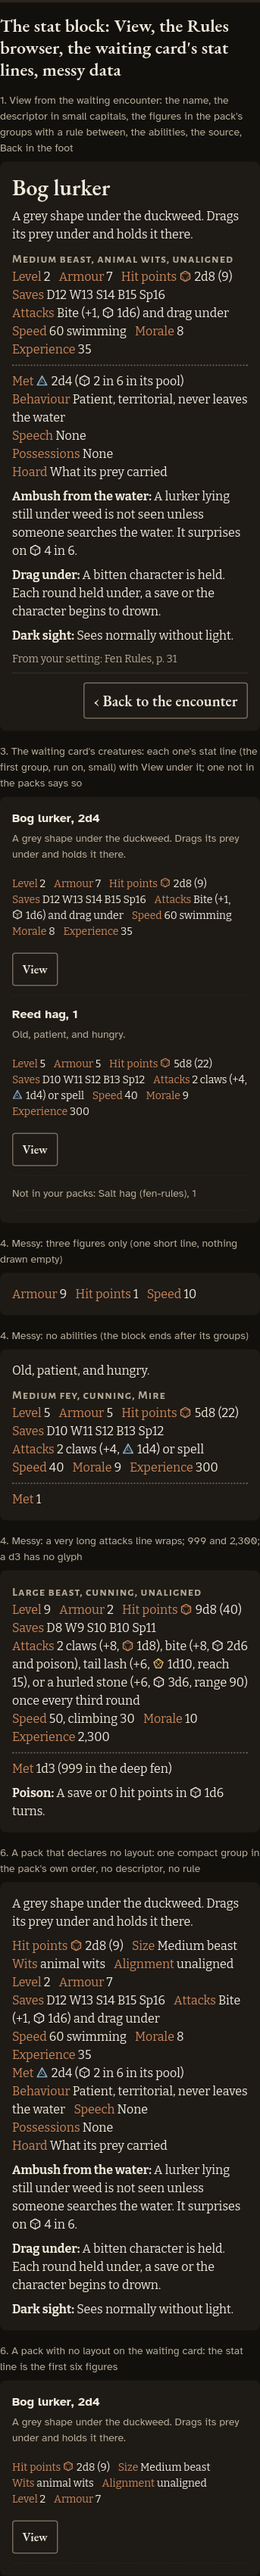 The stat block: View, the Rules
browser, the waiting card's stat
lines, messy data
1. View from the waiting encounter: the name, the
descriptor in small capitals, the figures in the pack's
groups with a rule between, the abilities, the source,
Back in the foot
Bog lurker
A grey shape under the duckweed. Drags
its prey under and holds it there.
Medium beast, animal wits, unaligned
Level 2 Armour 7 Hit points 2d8 (9)
Saves D12 W13 S14 B15 Sp16
Attacks Bite (+1, 1d6) and drag under
Speed 60 swimming Morale 8
Experience 35
Met 2d4 (2 in 6 in its pool)
Behaviour Patient, territorial, never leaves
the water
Speech None
Possessions None
Hoard What its prey carried
Ambush from the water: A lurker lying
still under weed is not seen unless
someone searches the water. It surprises
on 4 in 6.
Drag under: A bitten character is held.
Each round held under, a save or the
character begins to drown.
Dark sight: Sees normally without light.
From your setting: Fen Rules, p. 31
‹ Back to the encounter
3. The waiting card's creatures: each one's stat line (the
first group, run on, small) with View under it; one not in
the packs says so
Bog lurker, 2d4
A grey shape under the duckweed. Drags its prey
under and holds it there.
Level 2 Armour 7 Hit points 2d8 (9)
Saves D12 W13 S14 B15 Sp16 Attacks Bite (+1,
1d6) and drag under Speed 60 swimming
Morale 8 Experience 35
View
Reed hag, 1
Old, patient, and hungry.
Level 5 Armour 5 Hit points 5d8 (22)
Saves D10 W11 S12 B13 Sp12 Attacks 2 claws (+4,
1d4) or spell Speed 40 Morale 9
Experience 300
View
Not in your packs: Salt hag (fen-rules), 1
4. Messy: three figures only (one short line, nothing
drawn empty)
Armour 9 Hit points 1 Speed 10
4. Messy: no abilities (the block ends after its groups)
Old, patient, and hungry.
Medium fey, cunning, Mire
Level 5 Armour 5 Hit points 5d8 (22)
Saves D10 W11 S12 B13 Sp12
Attacks 2 claws (+4, 1d4) or spell
Speed 40 Morale 9 Experience 300
Met 1
4. Messy: a very long attacks line wraps; 999 and 2,300;
a d3 has no glyph
Large beast, cunning, unaligned
Level 9 Armour 2 Hit points 9d8 (40)
Saves D8 W9 S10 B10 Sp11
Attacks 2 claws (+8, 1d8), bite (+8, 2d6
and poison), tail lash (+6, 1d10, reach
15), or a hurled stone (+6, 3d6, range 90)
once every third round
Speed 50, climbing 30 Morale 10
Experience 2,300
Met 1d3 (999 in the deep fen)
Poison: A save or 0 hit points in 1d6
turns.
6. A pack that declares no layout: one compact group in
the pack's own order, no descriptor, no rule
A grey shape under the duckweed. Drags
its prey under and holds it there.
Hit points 2d8 (9) Size Medium beast
Wits animal wits Alignment unaligned
Level 2 Armour 7
Saves D12 W13 S14 B15 Sp16 Attacks Bite
(+1, 1d6) and drag under
Speed 60 swimming Morale 8
Experience 35
Met 2d4 (2 in 6 in its pool)
Behaviour Patient, territorial, never leaves
the water Speech None
Possessions None
Hoard What its prey carried
Ambush from the water: A lurker lying
still under weed is not seen unless
someone searches the water. It surprises
on 4 in 6.
Drag under: A bitten character is held.
Each round held under, a save or the
character begins to drown.
Dark sight: Sees normally without light.
6. A pack with no layout on the waiting card: the stat
line is the first six figures
Bog lurker, 2d4
A grey shape under the duckweed. Drags its prey
under and holds it there.
Hit points 2d8 (9) Size Medium beast
Wits animal wits Alignment unaligned
Level 2 Armour 7
View